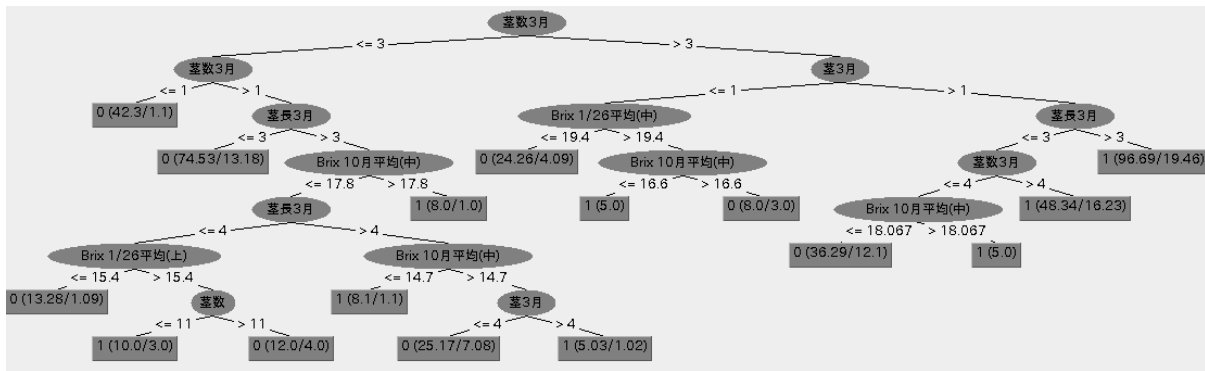 茎数3月
<= 3 > 3
茎数3月 茎3月
<= 1 > 1 <= 1 > 1
0 (42.3/1.1) 茎長3月 Brix 1/26平均(中) 茎長3月
<= 3 > 3 <= 19.4 > 19.4 <= 3 > 3
0 (74.53/13.18) Brix 10月平均(中) 0 (24.26/4.09) Brix 10月平均(中) 茎数3月 1 (96.69/19.46)
<= 17.8 > 17.8 <= 16.6 > 16.6 <= 4 > 4
茎長3月 1 (8.0/1.0) 1 (5.0) 0 (8.0/3.0) Brix 10月平均(中) 1 (48.34/16.23)
<= 4 > 4 <= 18.067 > 18.067
Brix 1/26平均(上) Brix 10月平均(中) 0 (36.29/12.1) 1 (5.0)
<= 15.4 > 15.4 <= 14.7 > 14.7
0 (13.28/1.09) 茎数 1 (8.1/1.1) 茎3月
<= 11 > 11 <= 4 > 4
1 (10.0/3.0) 0 (12.0/4.0) 0 (25.17/7.08) 1 (5.03/1.02)